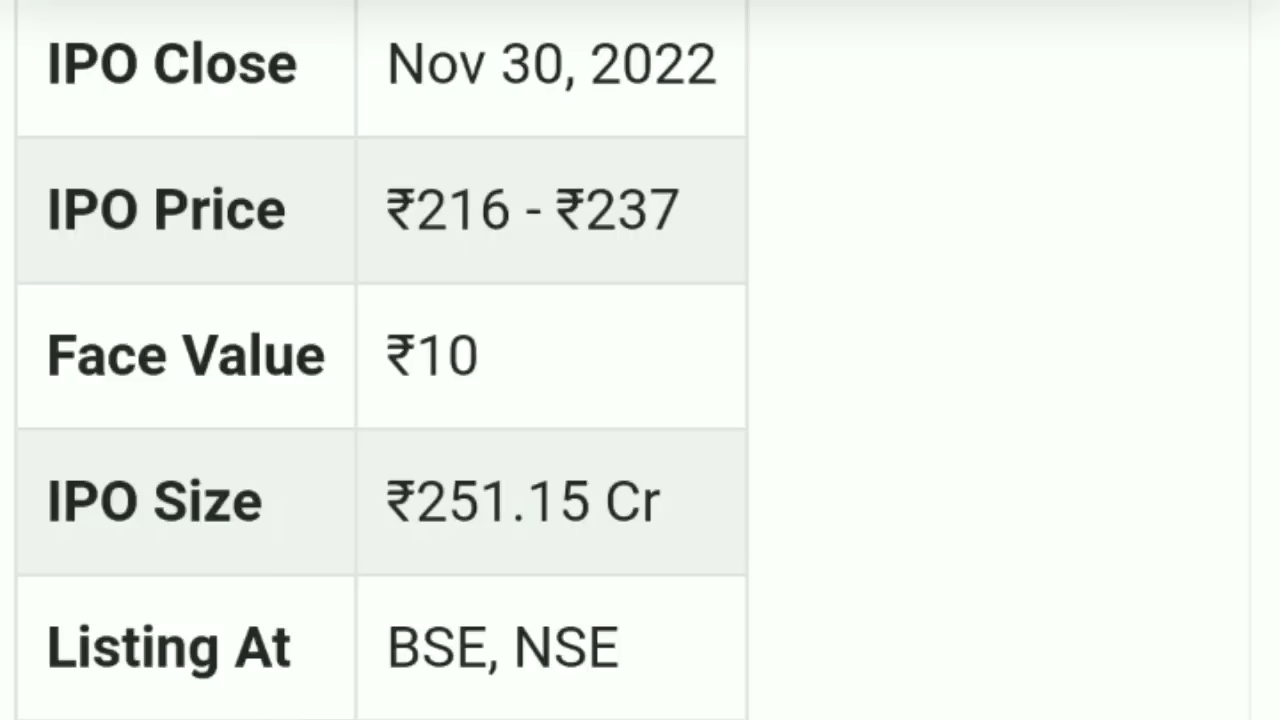 IPO Close Nov 30, 2022
IPO Price ₹216 - ₹237
Face Value ₹10
IPO Size ₹251.15 Cr
Listing At BSE, NSE